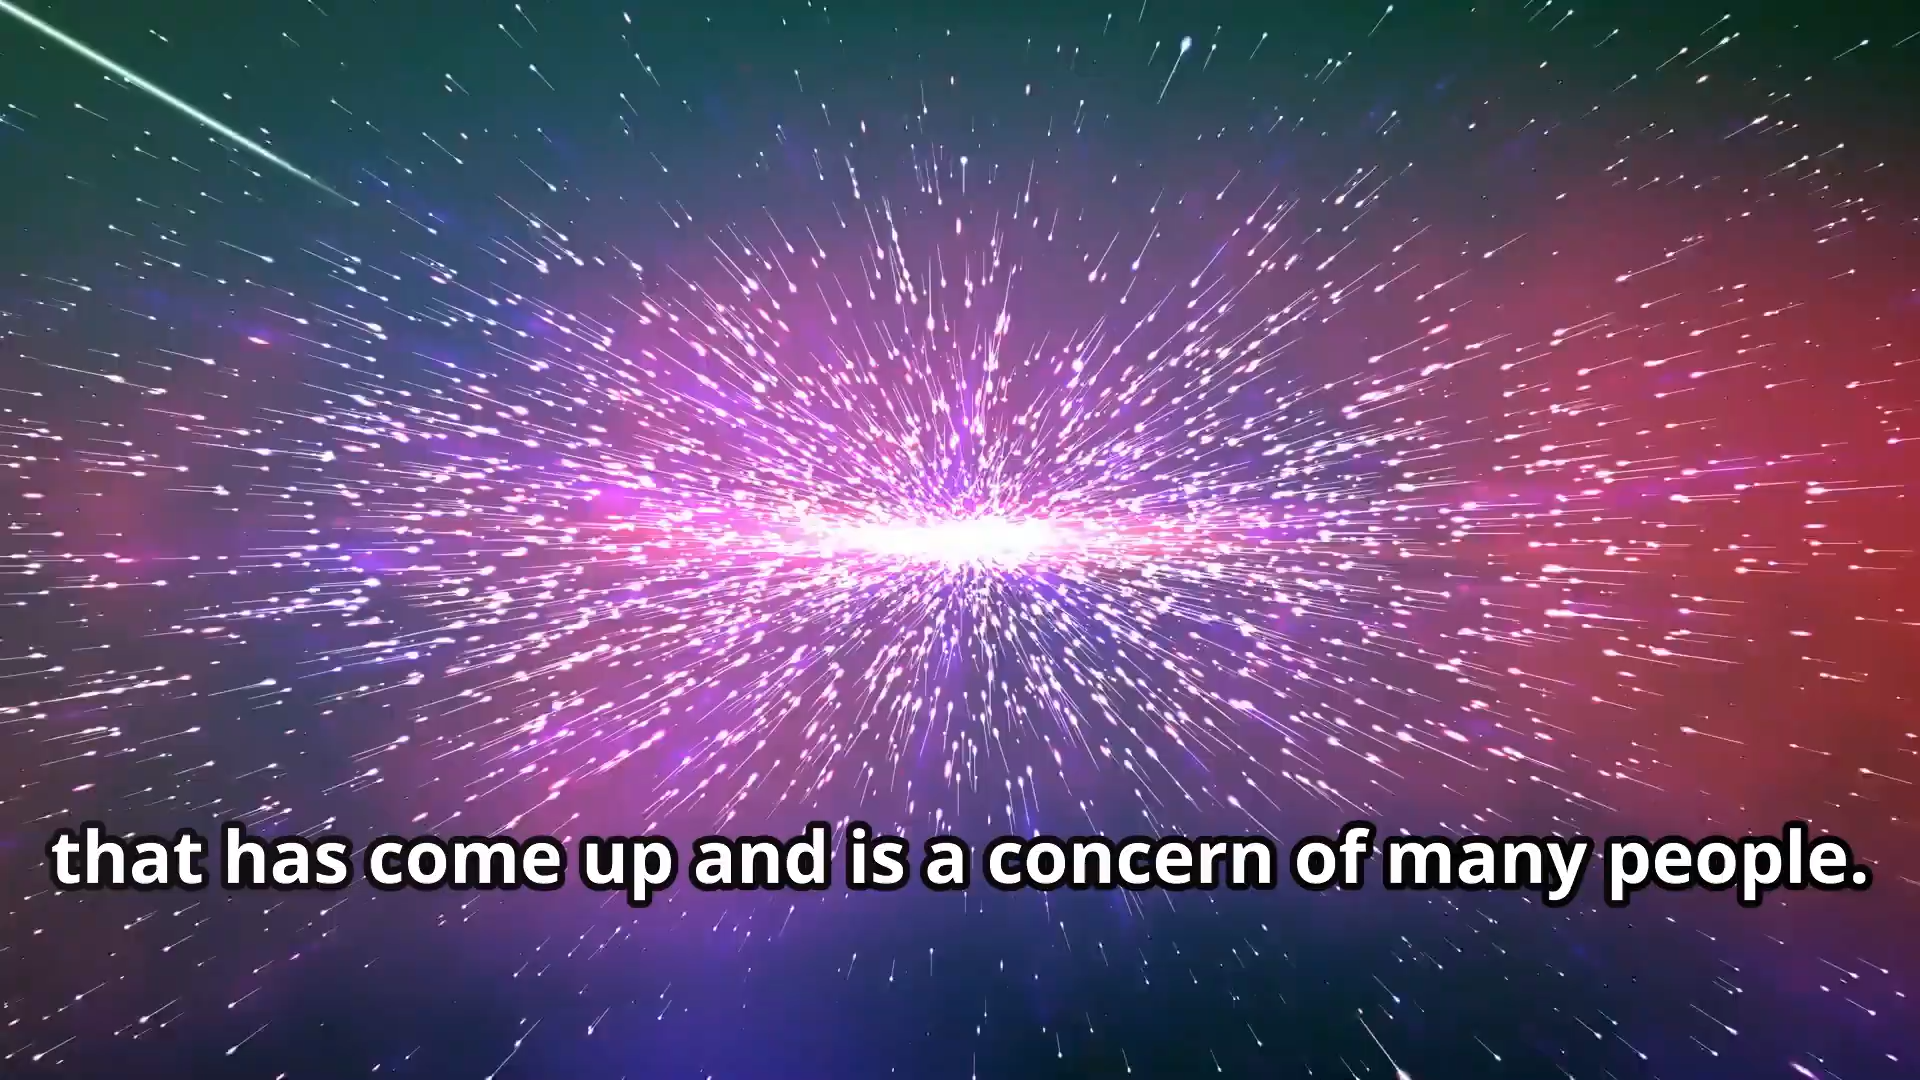 that has come up and is a concern of many people.